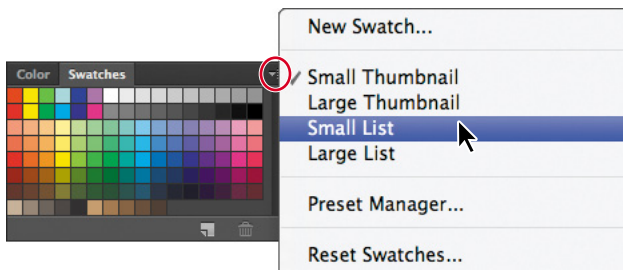 Color Swatches
New Swatch...
Small Thumbnail
Large Thumbnail
Small List
Large List
Preset Manager...
Reset Swatches...